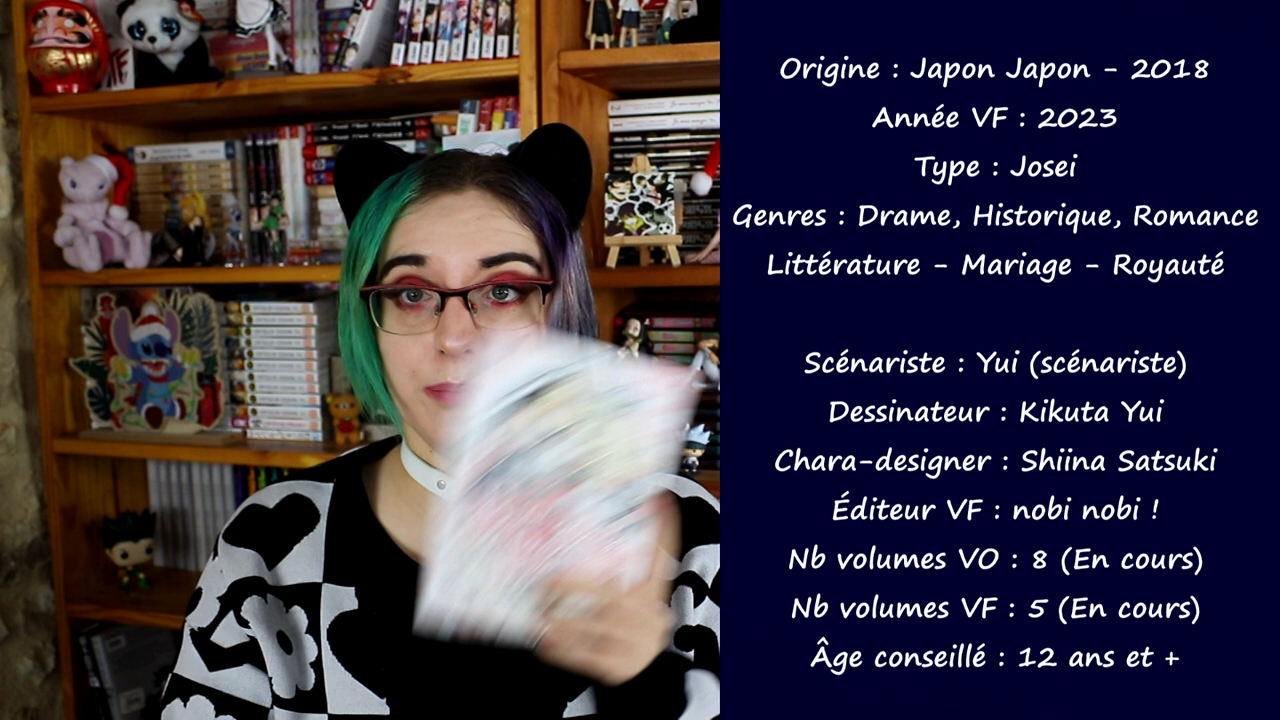 Origine : Japon Japon - 2018
Année VF : 2023
Type : Josei
Genres : Drame, Historique, Romance
Littérature - Mariage - Royauté
Scénariste : Yui (scénariste)
Dessinateur : Kikuta Yui
Chara-designer : Shiina Satsuki
Éditeur VF : nobi nobi !
Nb volumes VO : 8 (En cours)
Nb volumes VF : 5 (En cours)
Âge conseillé : 12 ans et +